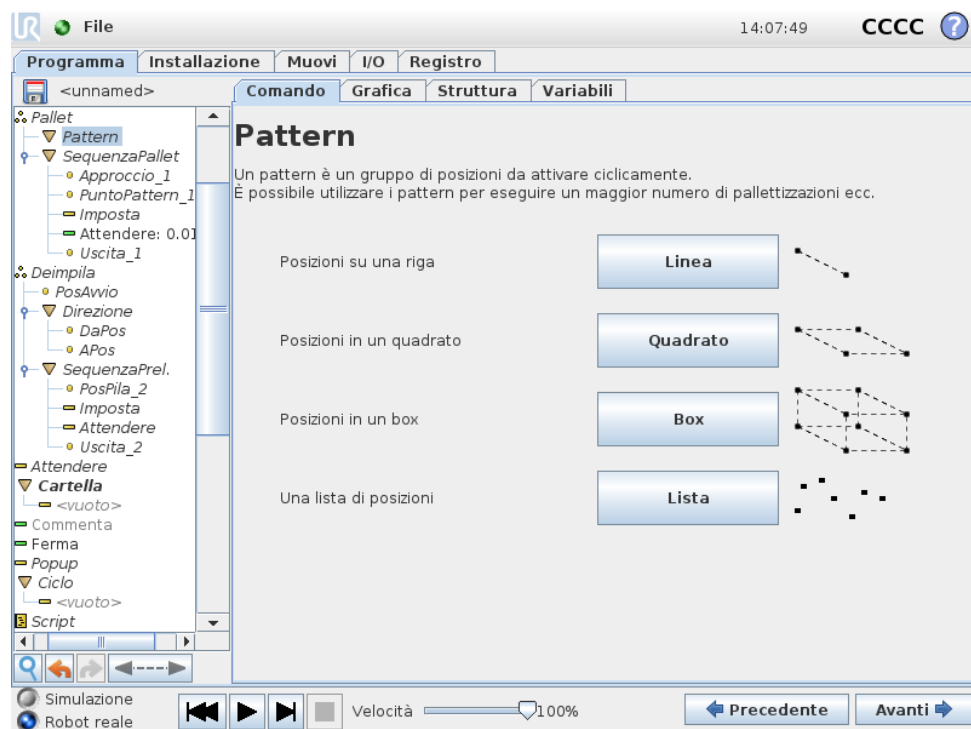 UR File 14:07:49 CCCC ?
Programma Installazione Muovi I/O Registro
<unnamed>
Comando Grafica Struttura Variabili
Pallet
Pattern
SequenzaPallet
Approccio_1
PuntoPattern_1
Imposta
Attendere: 0.01
Uscita_1
Deimpila
PosAvvio
Direzione
DaPos
APos
SequenzaPrel.
PosPila_2
Imposta
Attendere
Uscita_2
Attendere
Cartella
<vuoto>
Commenta
Ferma
Popup
Ciclo
<vuoto>
Script
Pattern
Un pattern è un gruppo di posizioni da attivare ciclicamente.
È possibile utilizzare i pattern per eseguire un maggior numero di pallettizzazioni ecc.
Posizioni su una riga Linea
Posizioni in un quadrato Quadrato
Posizioni in un box Box
Una lista di posizioni Lista
Simulazione
Robot reale
Velocità 100%
Precedente Avanti